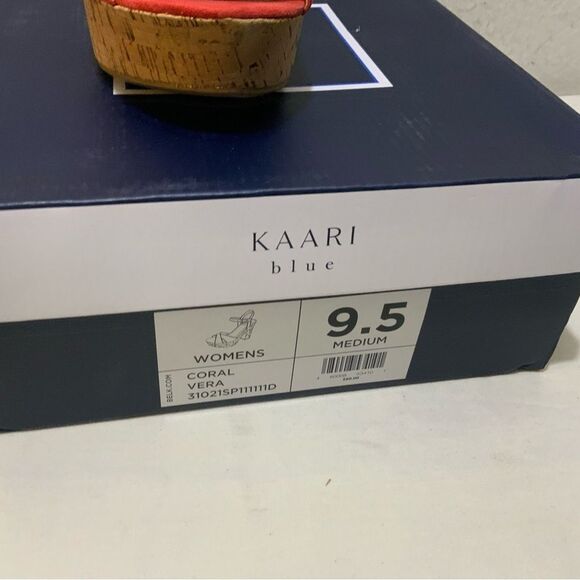 KAARI
blue
WOMENS
9.5
MEDIUM
BELK.COM
CORAL
VERA
31021SP111111D